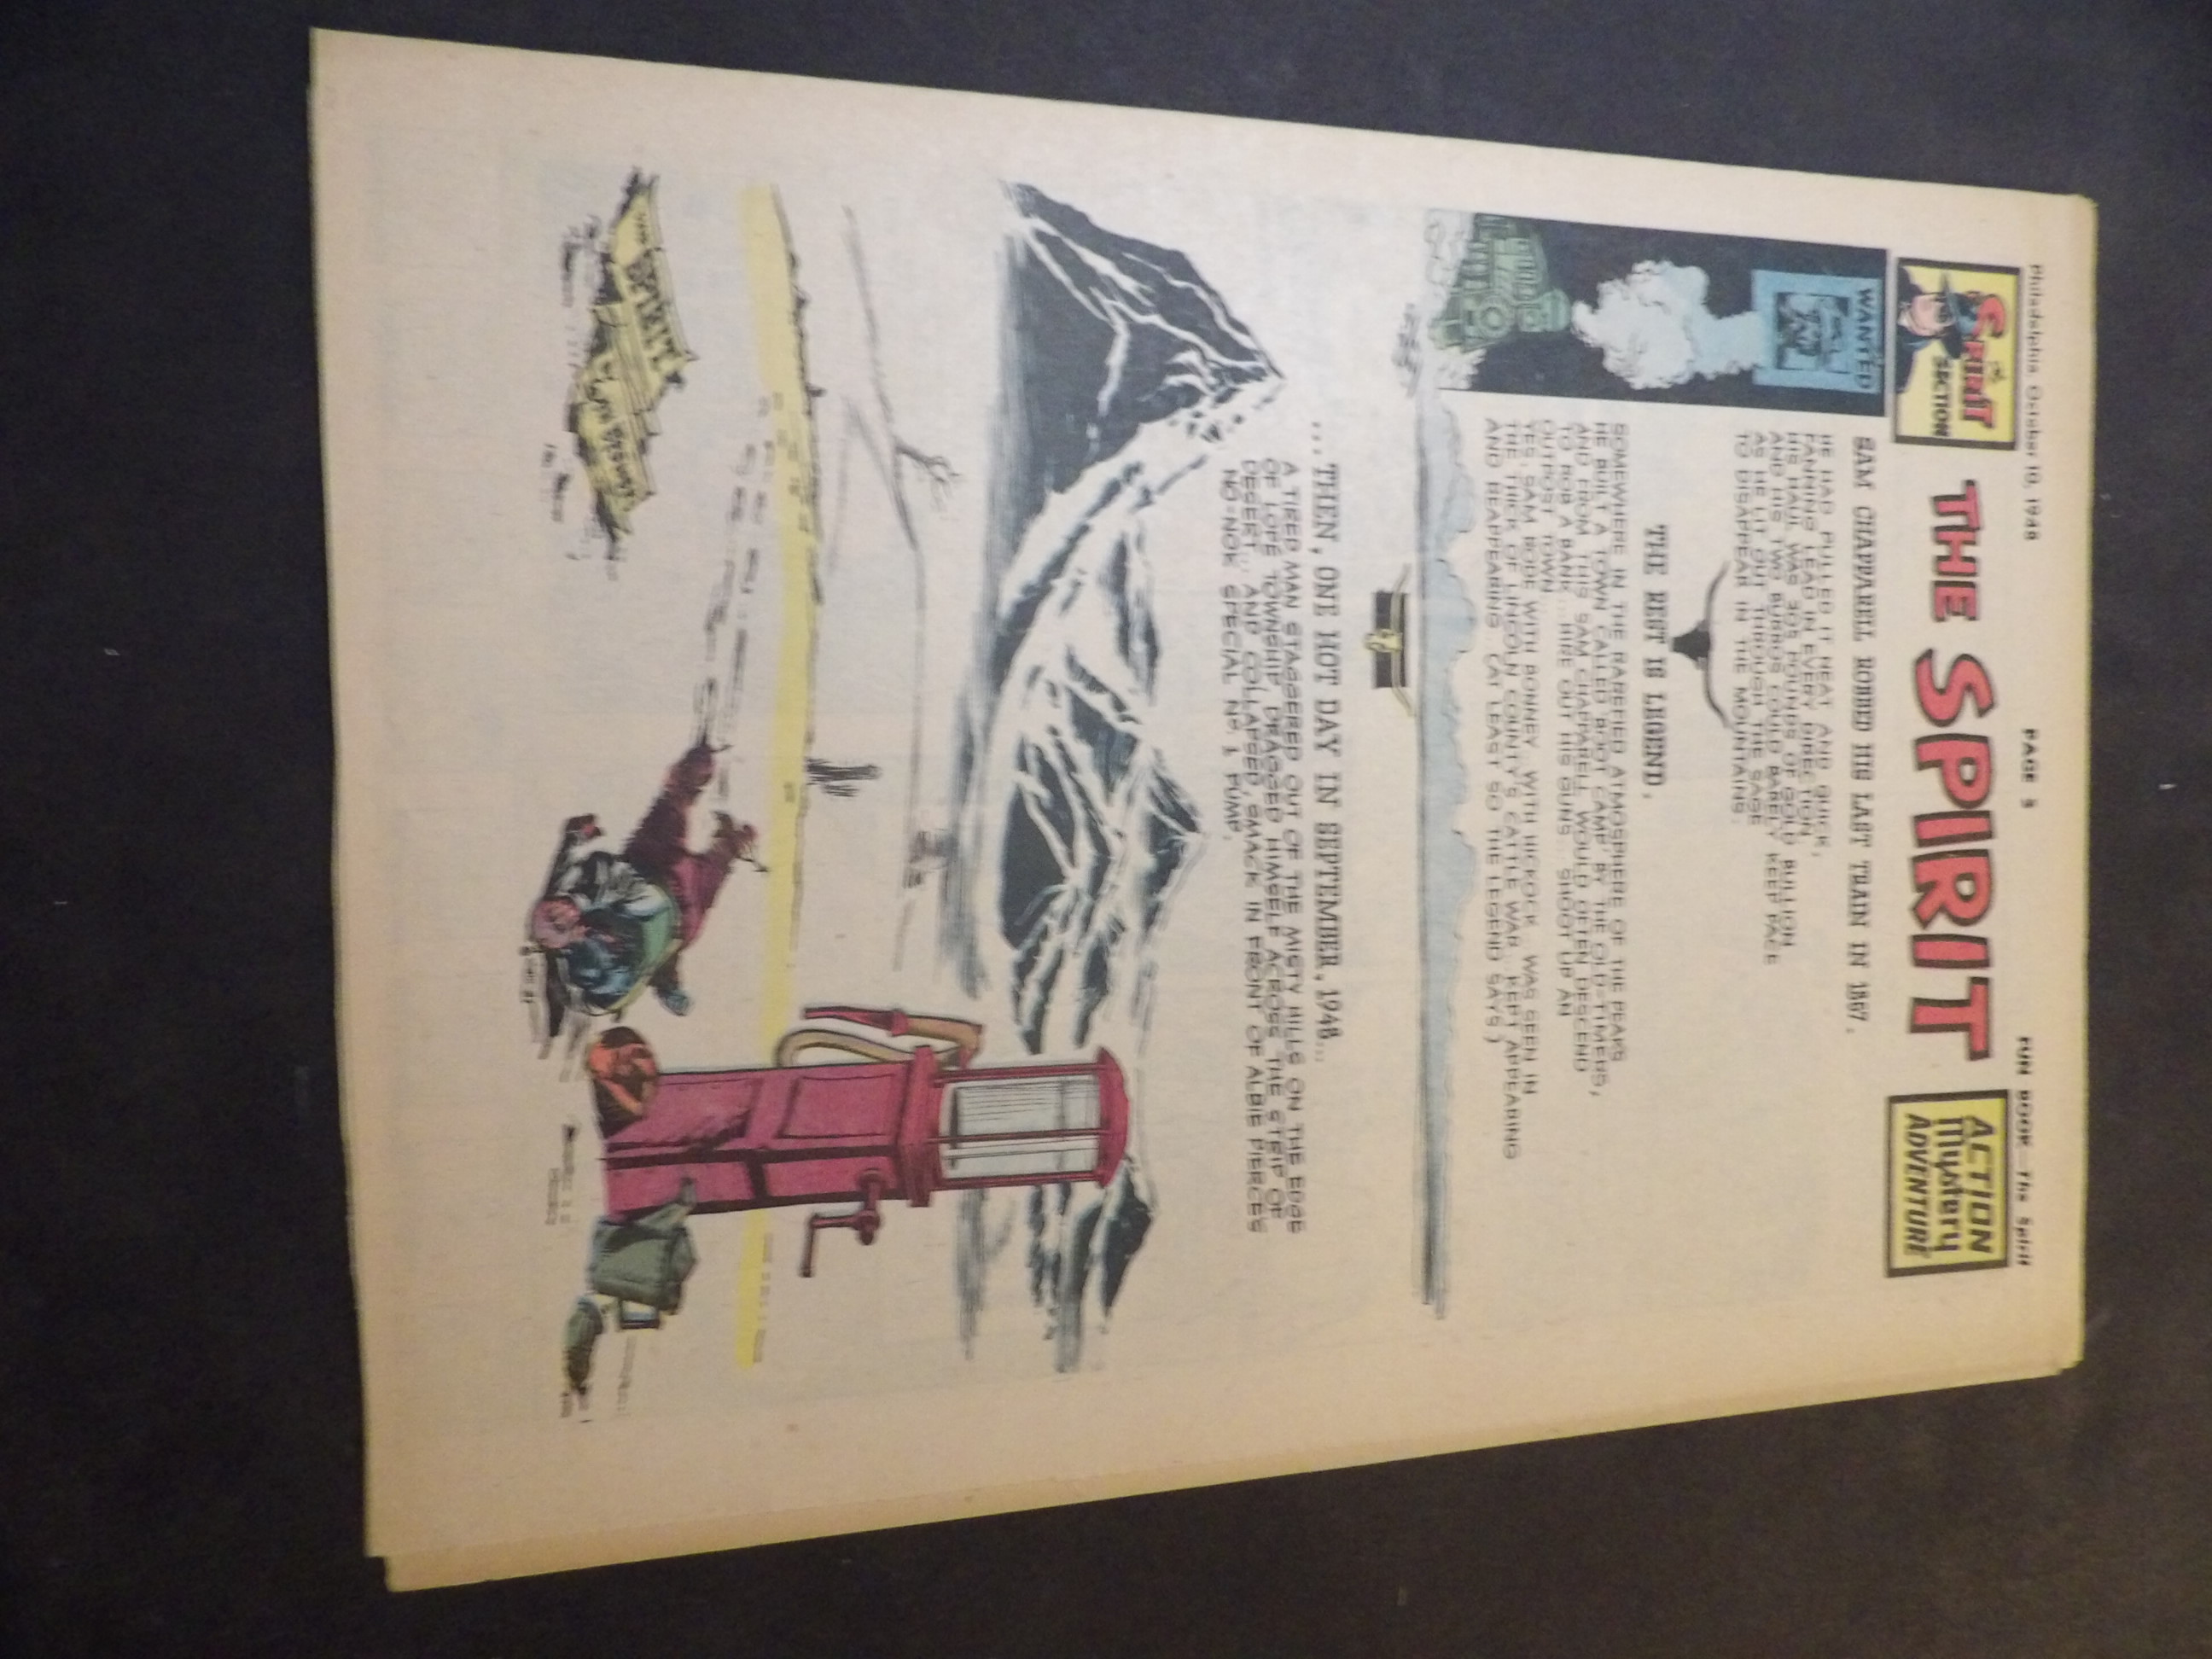 Philadelphia October 10, 1948
PAGE 5
FUN BOOK—The Spirit
The SPIRIT SECTION
THE SPIRIT
ACTION
Mystery
ADVENTURE
WANTED
SAM CHAPPARELL ROBBED HIS LAST TRAIN IN 1867.
HE HAD PULLED IT NEAT AND QUICK,
FANNING LEAD IN EVERY DIRECTION.
HIS HAUL WAS 305 POUNDS OF GOLD BULLION
AND HIS TWO BURROS COULD BARELY KEEP PACE
AS HE LIT OUT THROUGH THE SAGE
TO DISAPPEAR IN THE MOUNTAINS.
THE REST IS LEGEND.
SOMEWHERE IN THE RAREFIED ATMOSPHERE OF THE PEAKS
HE BUILT A TOWN CALLED BOOT CAMP BY THE OLD-TIMERS,
AND FROM THIS SAM CHAPPARELL WOULD OFTEN DESCEND
TO ROB A BANK... HIRE OUT HIS GUNS... SHOOT UP AN
OUTPOST TOWN...
YES, SAM RODE WITH BONNEY, WITH HICKOCK... WAS SEEN IN
THE THICK OF LINCOLN COUNTY'S CATTLE WAR... KEPT APPEARING
AND REAPPEARING (AT LEAST SO THE LEGEND SAYS)
...THEN, ONE HOT DAY IN SEPTEMBER, 1948...
A TIRED MAN STAGGERED OUT OF THE MISTY HILLS ON THE EDGE
OF LOPE TOWNSHIP, DRAGGED HIMSELF ACROSS THE STRIP OF
DESERT... AND COLLAPSED, SMACK IN FRONT OF ALBIE PIERCE'S
NO-NOK SPECIAL Nº 1 PUMP.
THE SPIRIT